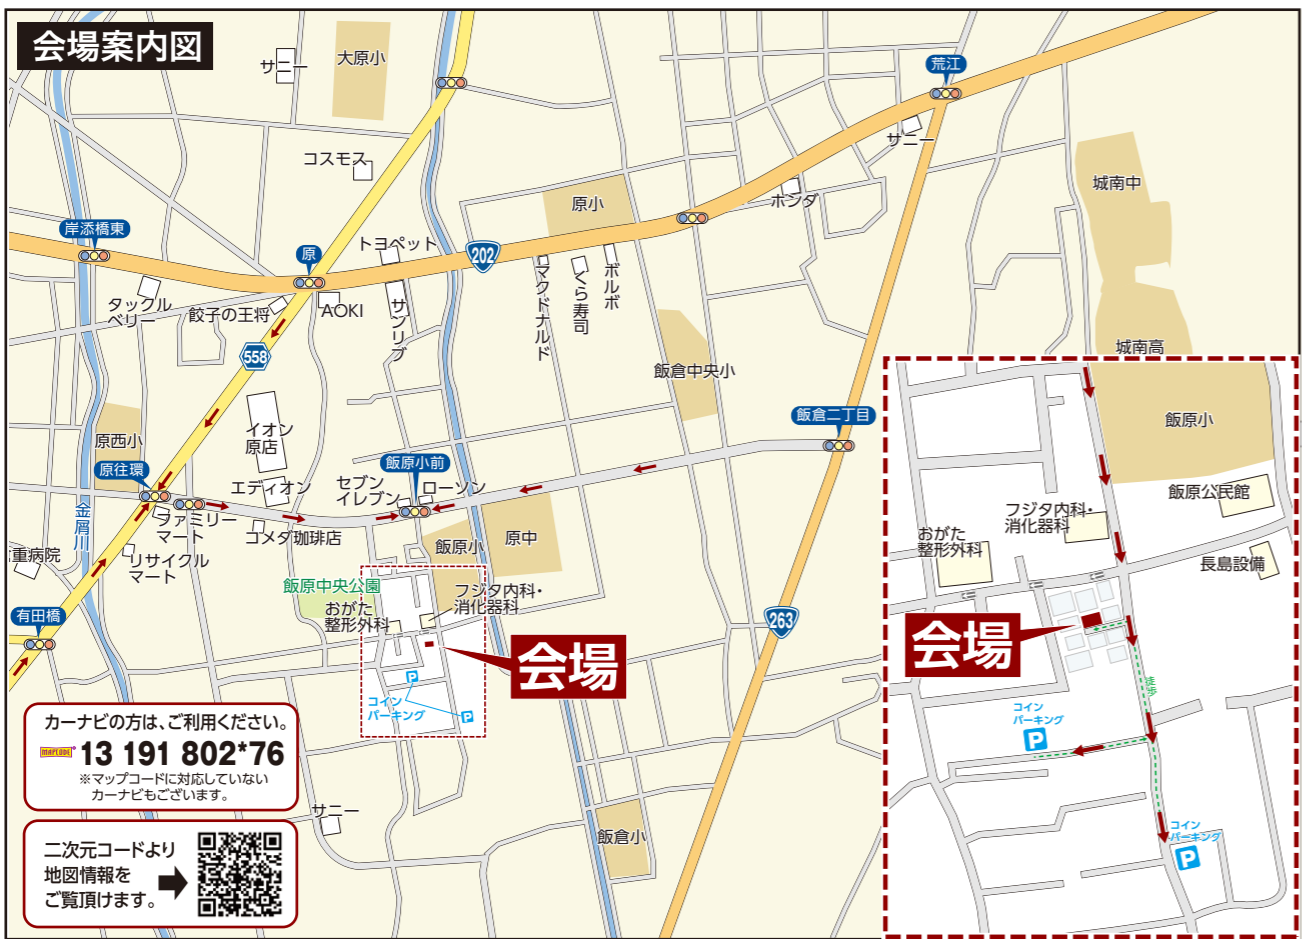 会場案内図
サニー
大原小
コスモス
荒江
サニー
城南中
原小
ホンダ
岸添橋東
原
トヨペット
202
タックル
ベリー
餃子の王将
AOKI
サンリブ
マクドナルド
くら寿司
ボルボ
城南高
558
飯倉中央小
飯倉二丁目
原西小
イオン
原店
原往環
飯原小前
エディオン
セブン
イレブン
ローソン
金屑川
ファミリー
マート
コメダ珈琲店
飯原小
原中
重病院
リサイクル
マート
飯原中央公園
フジタ内科・
消化器科
おがた
整形外科
有田橋
263
会場
P
コイン
パーキング
P
カーナビの方は、ご利用ください。
MAPCODE
13 191 802*76
※マップコードに対応していない
カーナビもございます。
サニー
飯倉小
二次元コードより
地図情報を
ご覧頂けます。
飯原小
飯原公民館
フジタ内科・
消化器科
おがた
整形外科
長島設備
会場
徒歩
コイン
パーキング
P
コイン
パーキング
P